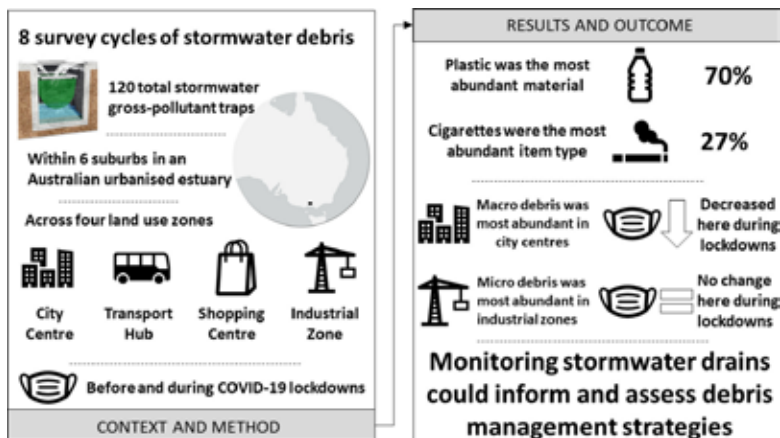 8 survey cycles of stormwater debris
120 total stormwater
gross-pollutant traps
Within 6 suburbs in an
Australian urbanised estuary
Across four land use zones
City
Centre
Transport
Hub
Shopping
Centre
Industrial
Zone
Before and during COVID-19 lockdowns
CONTEXT AND METHOD
RESULTS AND OUTCOME
Plastic was the most
abundant material
70%
Cigarettes were the most
abundant item type
27%
Macro debris was
most abundant in
city centres
Decreased
here during
lockdowns
Micro debris was
most abundant in
industrial zones
No change
here during
lockdowns
Monitoring stormwater drains
could inform and assess debris
management strategies